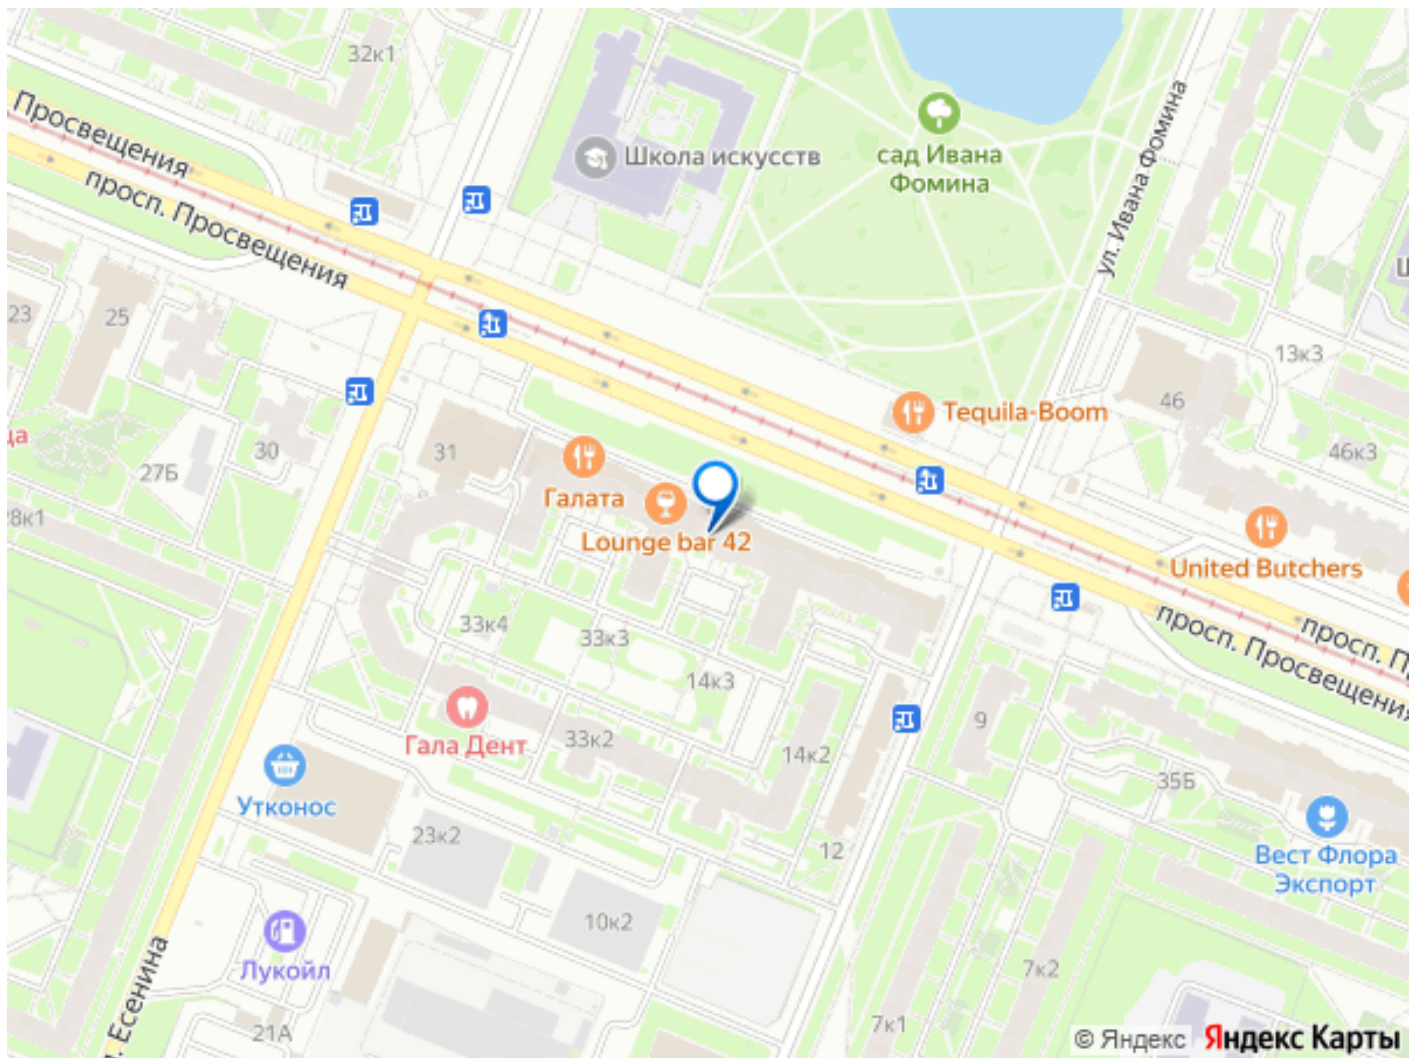 32к1
Просвещения
просп. Просвещения
Школа искусств
сад Ивана
Фомина
ул. Ивана Фомина
23
25
13к3
46
Tequila-Boom
46к3
ца
30
27Б
31
Галата
Lounge bar 42
28к1
United Butchers
просп. Просвещения
просп. П
33к4
33к3
14к3
9
Гала Дент
33к2
14к2
35Б
Утконос
23к2
12
Вест Флора
Экспорт
10к2
Лукойл
7к2
. Есенина
21А
7к1
© Яндекс
Яндекс Карты